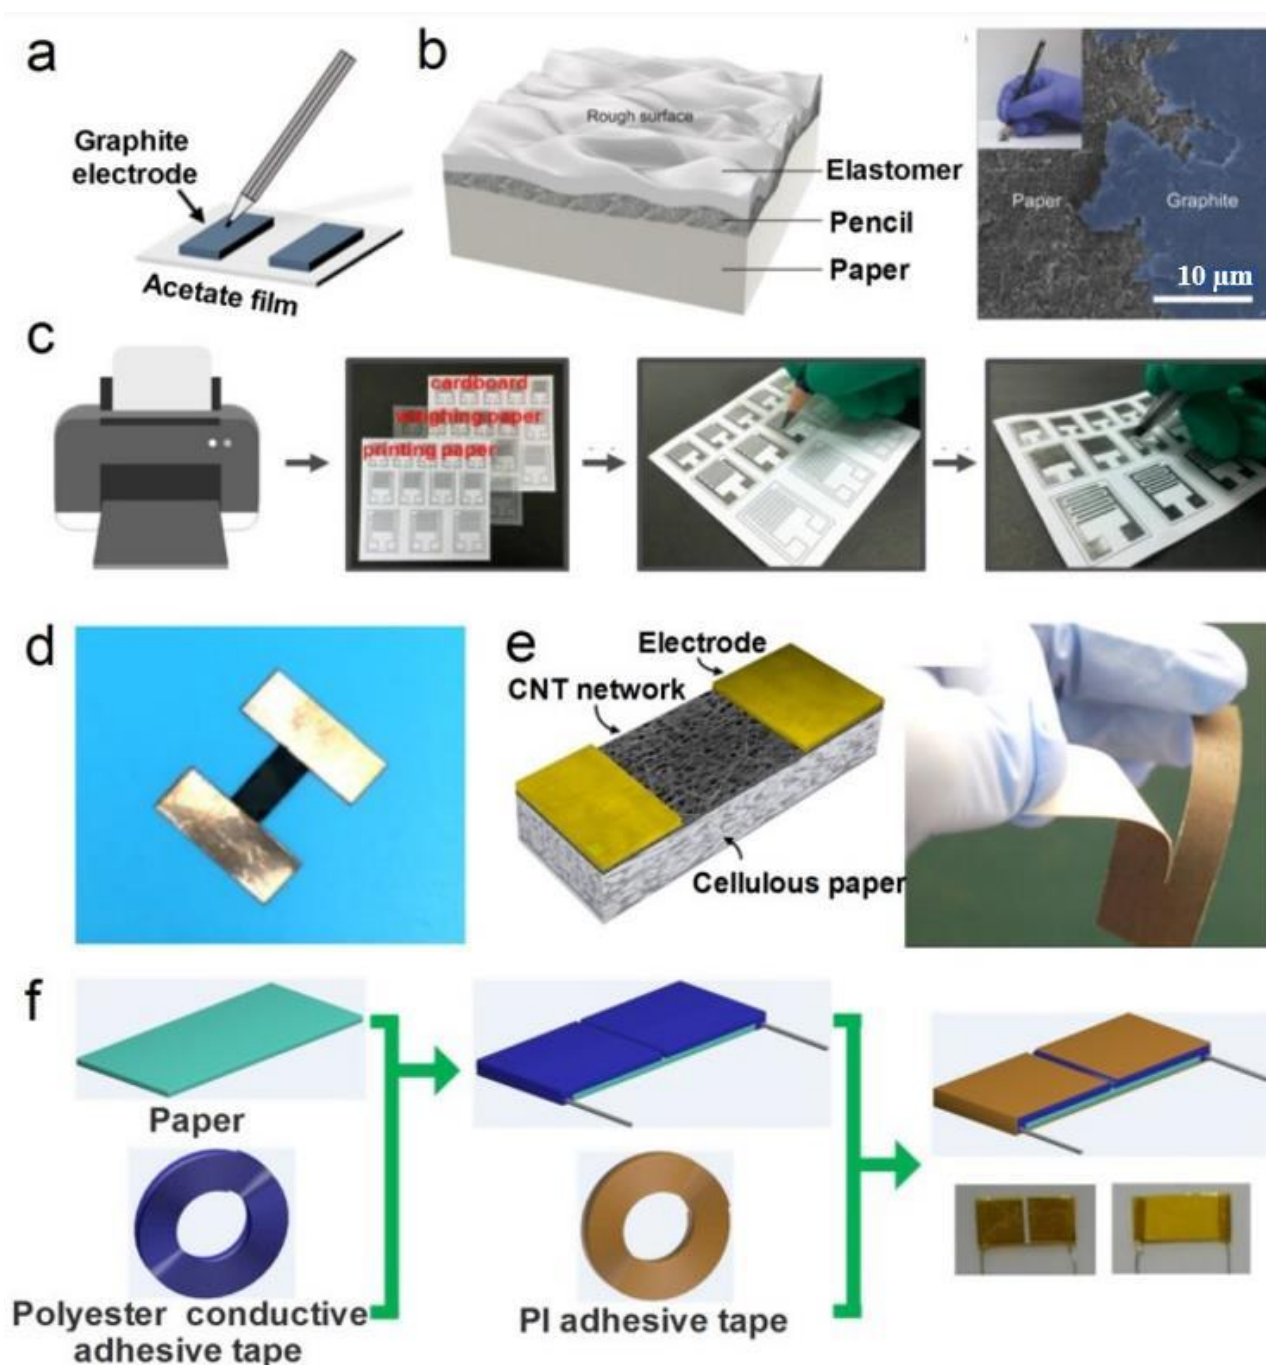 a
Graphite
electrode
Acetate film
b
Rough surface
Elastomer
Pencil
Paper
Paper
Graphite
10 µm
c
cardboard
weighing paper
printing paper
d
e
Electrode
CNT network
Cellulous paper
f
Paper
Polyester conductive
adhesive tape
PI adhesive tape